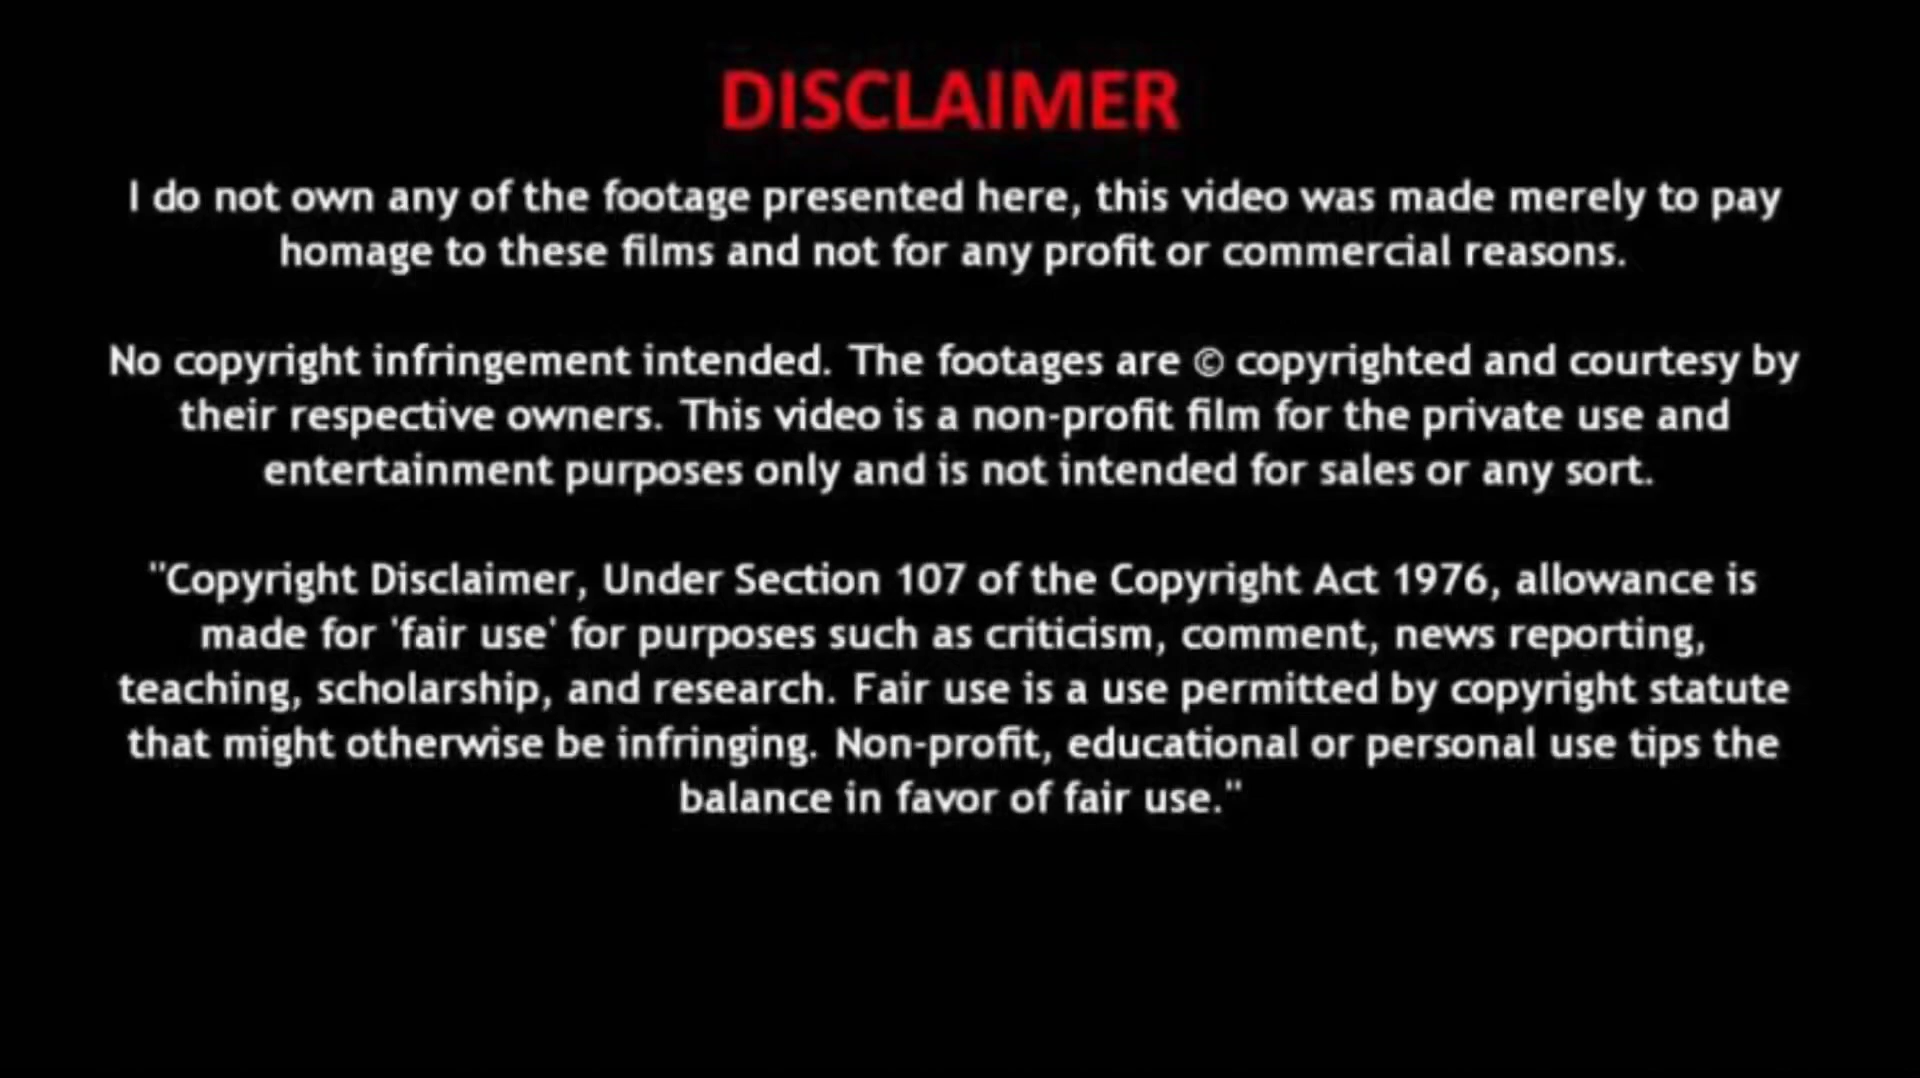 DISCLAIMER
I do not own any of the footage presented here, this video was made merely to pay
homage to these films and not for any profit or commercial reasons.
No copyright infringement intended. The footages are © copyrighted and courtesy by
their respective owners. This video is a non-profit film for the private use and
entertainment purposes only and is not intended for sales or any sort.
"Copyright Disclaimer, Under Section 107 of the Copyright Act 1976, allowance is
made for 'fair use' for purposes such as criticism, comment, news reporting,
teaching, scholarship, and research. Fair use is a use permitted by copyright statute
that might otherwise be infringing. Non-profit, educational or personal use tips the
balance in favor of fair use."